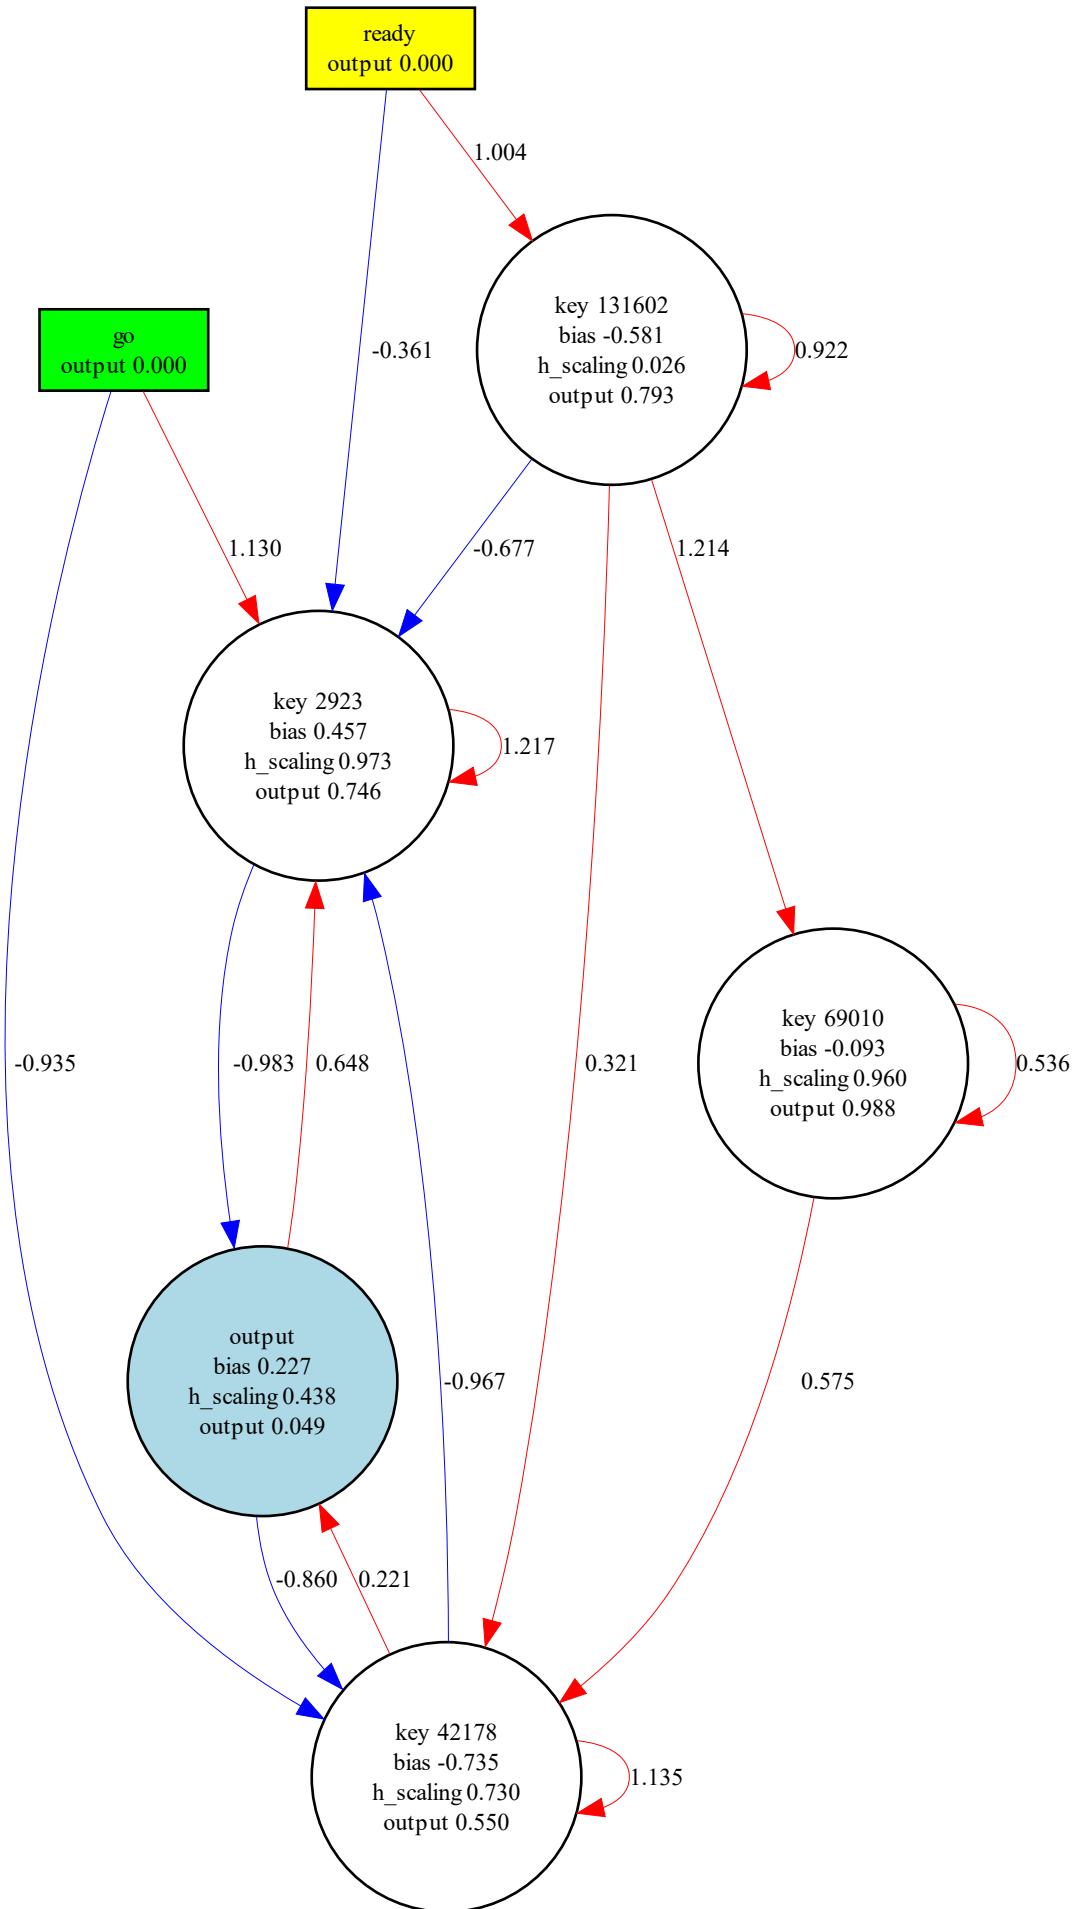 ready
output 0.000
1.004
go
output 0.000
key 131602
bias -0.581
h_scaling 0.026
output 0.793
0.922
-0.361
1.130
-0.677
1.214
key 2923
bias 0.457
h_scaling 0.973
output 0.746
1.217
key 69010
bias -0.093
h_scaling 0.960
output 0.988
0.536
-0.935
-0.983
0.648
0.321
output
bias 0.227
h_scaling 0.438
output 0.049
-0.967
0.575
-0.860
0.221
key 42178
bias -0.735
h_scaling 0.730
output 0.550
1.135